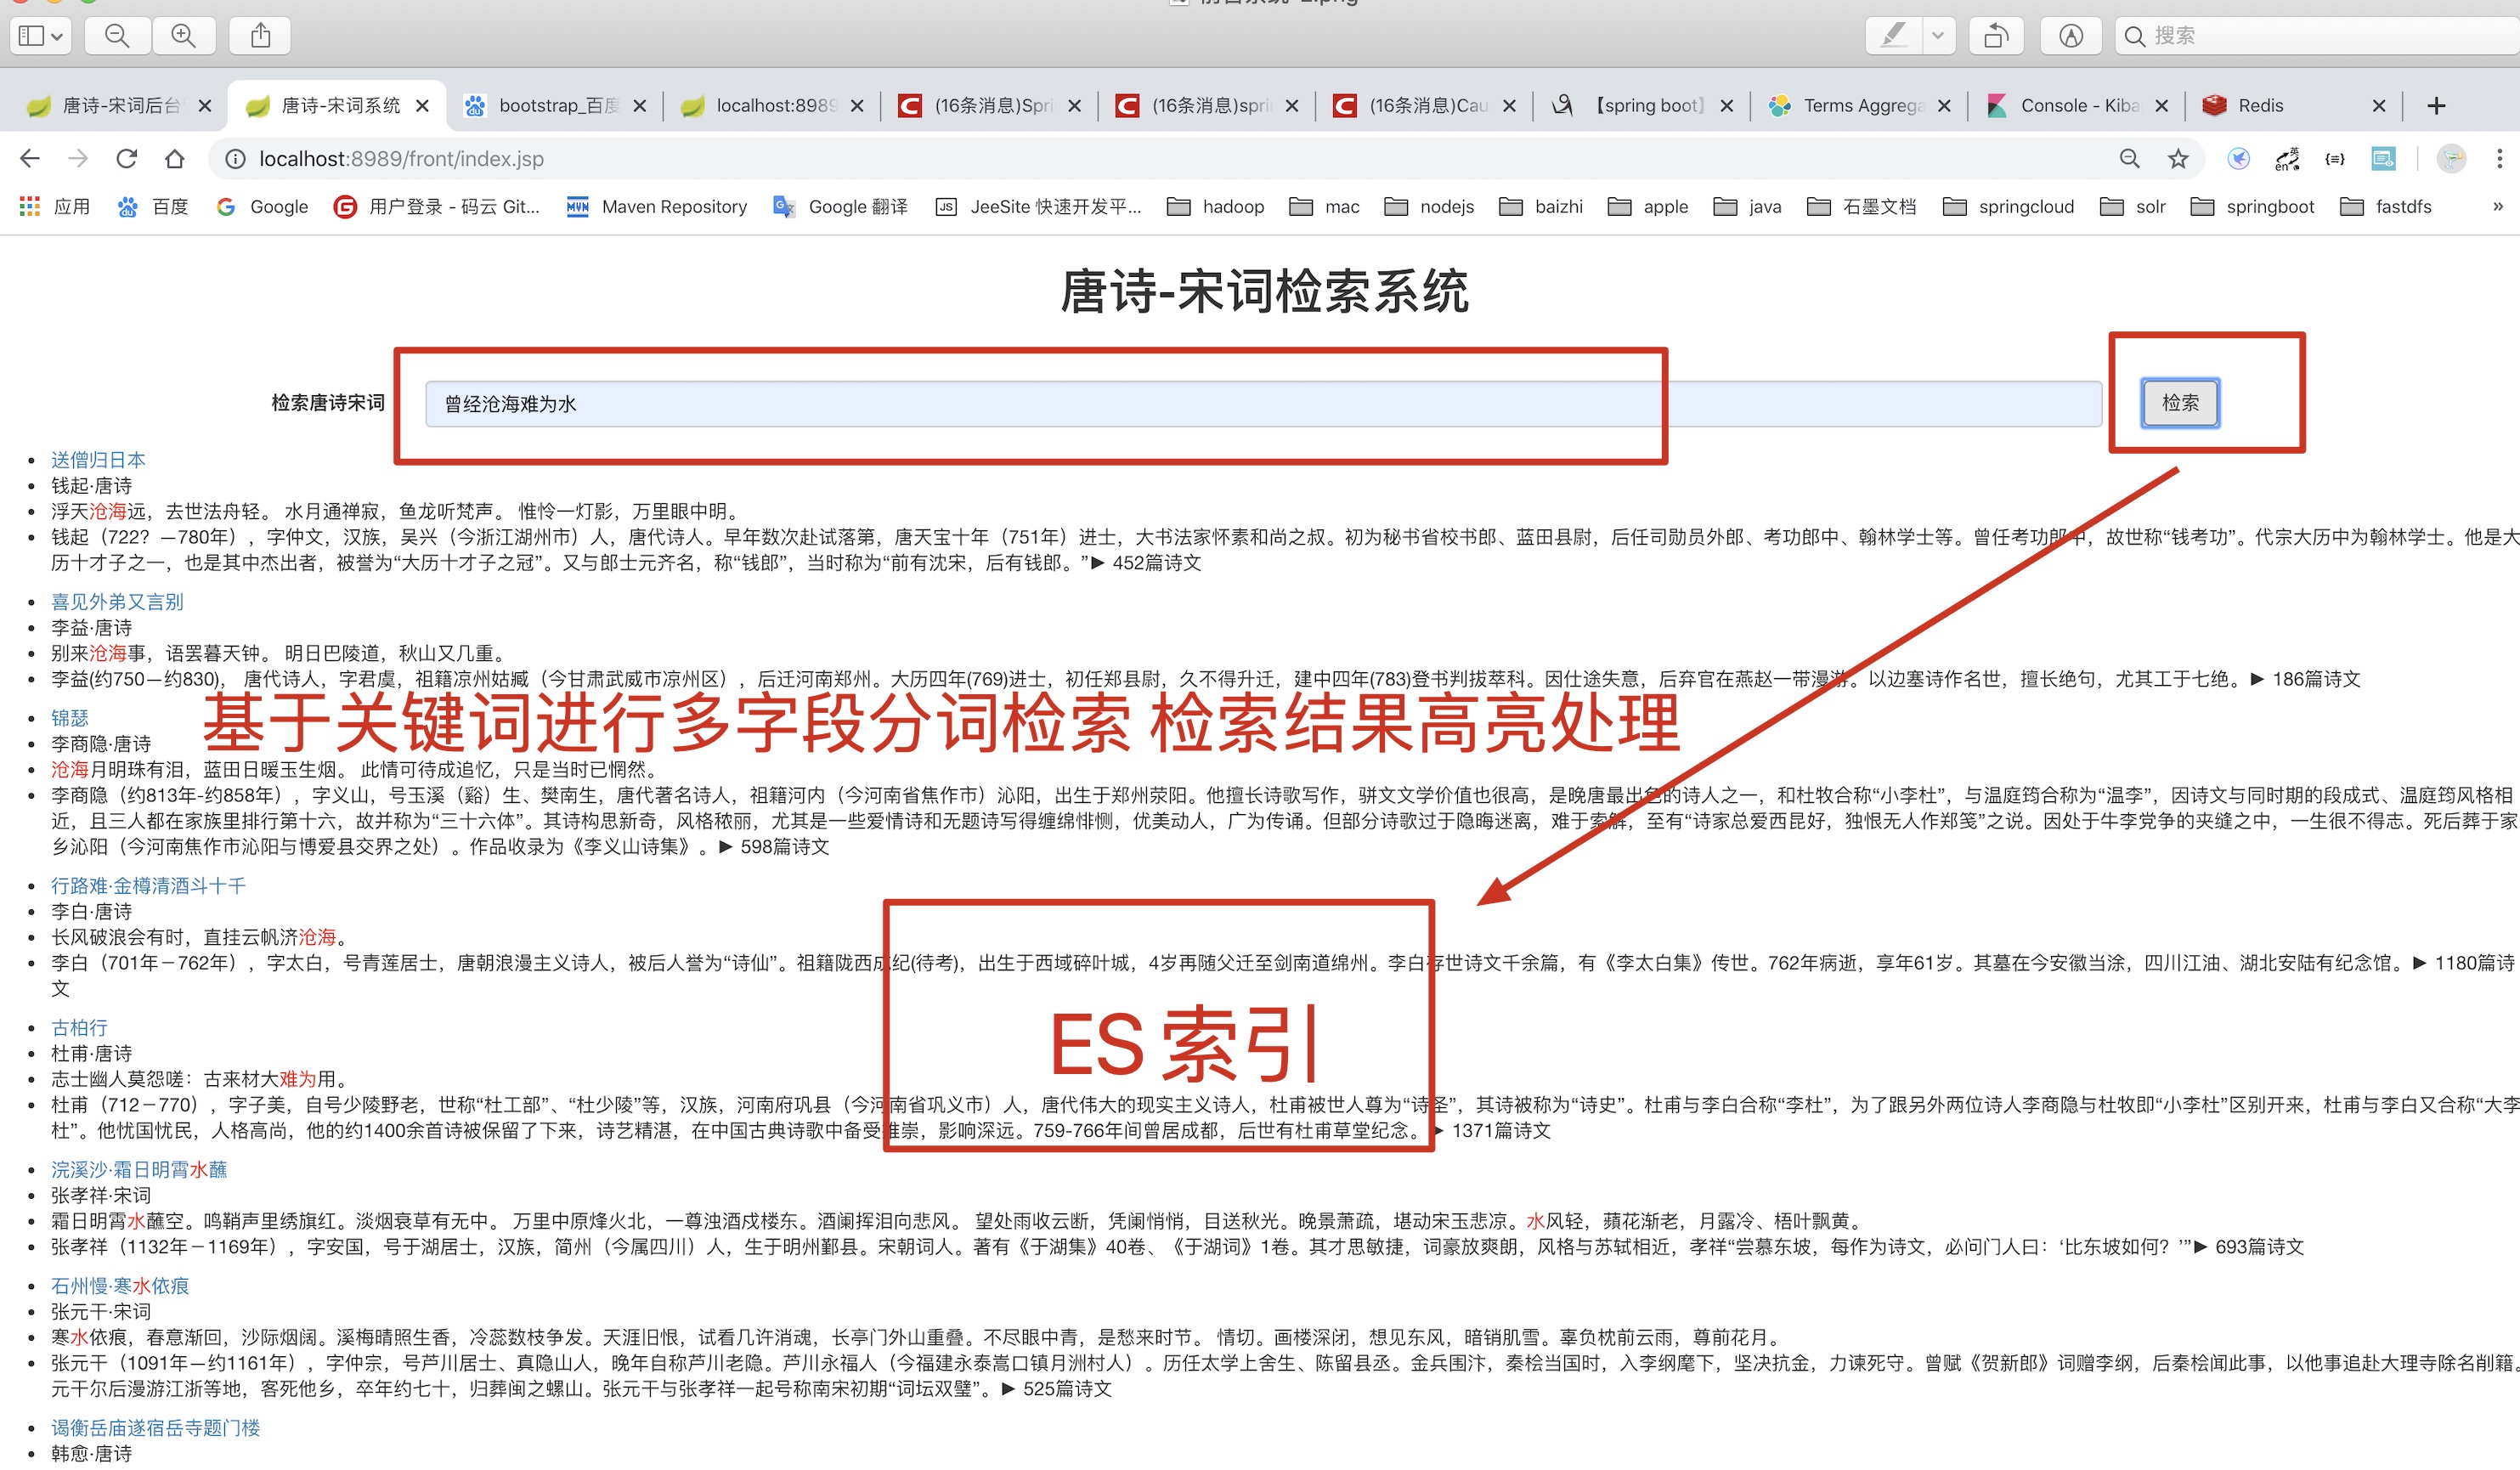 搜索
唐诗-宋词后台
唐诗-宋词系统
bootstrap_百度
localhost:8989
(16条消息)Spri
(16条消息)sprin
(16条消息)Cau
【spring boot】
Terms Aggrega
Console - Kiba
Redis
localhost:8989/front/index.jsp
应用 百度 Google 用户登录 - 码云 Git... Maven Repository Google 翻译 JeeSite 快速开发平... hadoop mac nodejs baizhi apple java 石墨文档 springcloud solr springboot fastdfs »
唐诗-宋词检索系统
检索唐诗宋词 曾经沧海难为水 检索
送僧归日本
钱起·唐诗
浮天沧海远，去世法舟轻。 水月通禅寂，鱼龙听梵声。 惟怜一灯影，万里眼中明。
钱起（722？—780年），字仲文，汉族，吴兴（今浙江湖州市）人，唐代诗人。早年数次赴试落第，唐天宝十年（751年）进士，大书法家怀素和尚之叔。初为秘书省校书郎、蓝田县尉，后任司勋员外郎、考功郎中、翰林学士等。曾任考功郎中，故世称“钱考功”。代宗大历中为翰林学士。他是大
历十才子之一，也是其中杰出者，被誉为“大历十才子之冠”。又与郎士元齐名，称“钱郎”，当时称为“前有沈宋，后有钱郎。”► 452篇诗文
喜见外弟又言别
李益·唐诗
别来沧海事，语罢暮天钟。 明日巴陵道，秋山又几重。
李益(约750—约830)， 唐代诗人，字君虞，祖籍凉州姑臧（今甘肃武威市凉州区），后迁河南郑州。大历四年(769)进士，初任郑县尉，久不得升迁，建中四年(783)登书判拔萃科。因仕途失意，后弃官在燕赵一带漫游。以边塞诗作名世，擅长绝句，尤其工于七绝。► 186篇诗文
基于关键词进行多字段分词检索 检索结果高亮处理
锦瑟
李商隐·唐诗
沧海月明珠有泪，蓝田日暖玉生烟。 此情可待成追忆，只是当时已惘然。
李商隐（约813年-约858年），字义山，号玉溪（谿）生、樊南生，唐代著名诗人，祖籍河内（今河南省焦作市）沁阳，出生于郑州荥阳。他擅长诗歌写作，骈文文学价值也很高，是晚唐最出色的诗人之一，和杜牧合称“小李杜”，与温庭筠合称为“温李”，因诗文与同时期的段成式、温庭筠风格相
近，且三人都在家族里排行第十六，故并称为“三十六体”。其诗构思新奇，风格秾丽，尤其是一些爱情诗和无题诗写得缠绵悱恻，优美动人，广为传诵。但部分诗歌过于隐晦迷离，难于索解，至有“诗家总爱西昆好，独恨无人作郑笺”之说。因处于牛李党争的夹缝之中，一生很不得志。死后葬于家
乡沁阳（今河南焦作市沁阳与博爱县交界之处）。作品收录为《李义山诗集》。► 598篇诗文
行路难·金樽清酒斗十千
李白·唐诗
长风破浪会有时，直挂云帆济沧海。
李白（701年－762年），字太白，号青莲居士，唐朝浪漫主义诗人，被后人誉为“诗仙”。祖籍陇西成纪(待考)，出生于西域碎叶城，4岁再随父迁至剑南道绵州。李白存世诗文千余篇，有《李太白集》传世。762年病逝，享年61岁。其墓在今安徽当涂，四川江油、湖北安陆有纪念馆。► 1180篇诗
文
ES 索引
古柏行
杜甫·唐诗
志士幽人莫怨嗟：古来材大难为用。
杜甫（712－770），字子美，自号少陵野老，世称“杜工部”、“杜少陵”等，汉族，河南府巩县（今河南省巩义市）人，唐代伟大的现实主义诗人，杜甫被世人尊为“诗圣”，其诗被称为“诗史”。杜甫与李白合称“李杜”，为了跟另外两位诗人李商隐与杜牧即“小李杜”区别开来，杜甫与李白又合称“大李
杜”。他忧国忧民，人格高尚，他的约1400余首诗被保留了下来，诗艺精湛，在中国古典诗歌中备受推崇，影响深远。759-766年间曾居成都，后世有杜甫草堂纪念。► 1371篇诗文
浣溪沙·霜日明霄水蘸
张孝祥·宋词
霜日明霄水蘸空。鸣鞘声里绣旗红。淡烟衰草有无中。 万里中原烽火北，一尊浊酒戍楼东。酒阑挥泪向悲风。 望处雨收云断，凭阑悄悄，目送秋光。晚景萧疏，堪动宋玉悲凉。水风轻，蘋花渐老，月露冷、梧叶飘黄。
张孝祥（1132年－1169年），字安国，号于湖居士，汉族，简州（今属四川）人，生于明州鄞县。宋朝词人。著有《于湖集》40卷、《于湖词》1卷。其才思敏捷，词豪放爽朗，风格与苏轼相近，孝祥“尝慕东坡，每作为诗文，必问门人曰：‘比东坡如何？’”► 693篇诗文
石州慢·寒水依痕
张元干·宋词
寒水依痕，春意渐回，沙际烟阔。溪梅晴照生香，冷蕊数枝争发。天涯旧恨，试看几许消魂，长亭门外山重叠。不尽眼中青，是愁来时节。 情切。画楼深闭，想见东风，暗销肌雪。辜负枕前云雨，尊前花月。
张元干（1091年—约1161年），字仲宗，号芦川居士、真隐山人，晚年自称芦川老隐。芦川永福人（今福建永泰嵩口镇月洲村人）。历任太学上舍生、陈留县丞。金兵围汴，秦桧当国时，入李纲麾下，坚决抗金，力谏死守。曾赋《贺新郎》词赠李纲，后秦桧闻此事，以他事追赴大理寺除名削籍。
元干尔后漫游江浙等地，客死他乡，卒年约七十，归葬闽之螺山。张元干与张孝祥一起号称南宋初期“词坛双璧”。► 525篇诗文
谒衡岳庙遂宿岳寺题门楼
韩愈·唐诗